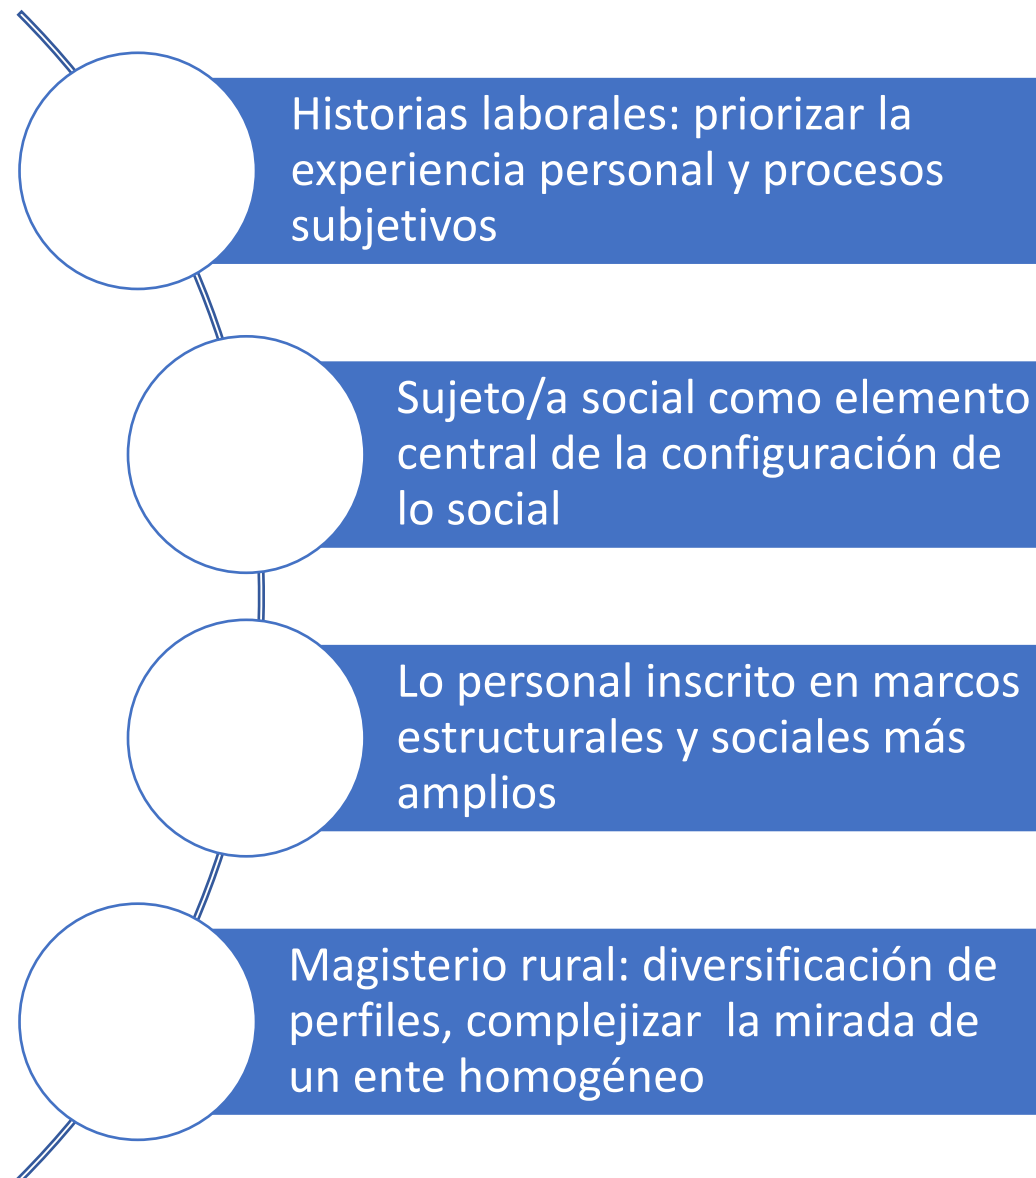 Historias laborales: priorizar la
experiencia personal y procesos
subjetivos
Sujeto/a social como elemento
central de la configuración de
lo social
Lo personal inscrito en marcos
estructurales y sociales más
amplios
Magisterio rural: diversificación de
perfiles, complejizar  la mirada de
un ente homogéneo